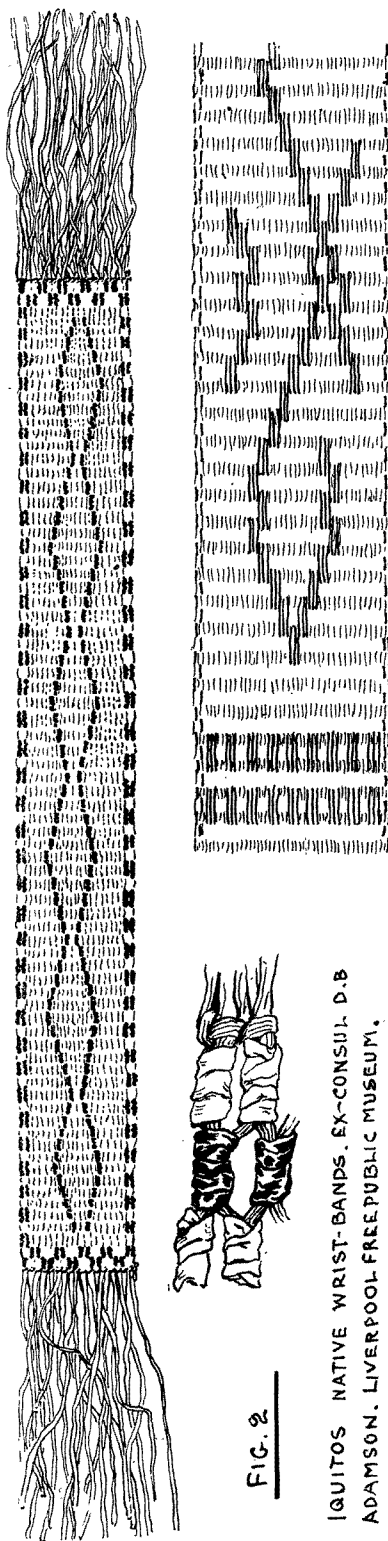 FIG. 2
IQUITOS NATIVE WRIST-BANDS. EX-CONSUL D.B
ADAMSON. LIVERPOOL FREE PUBLIC MUSEUM.